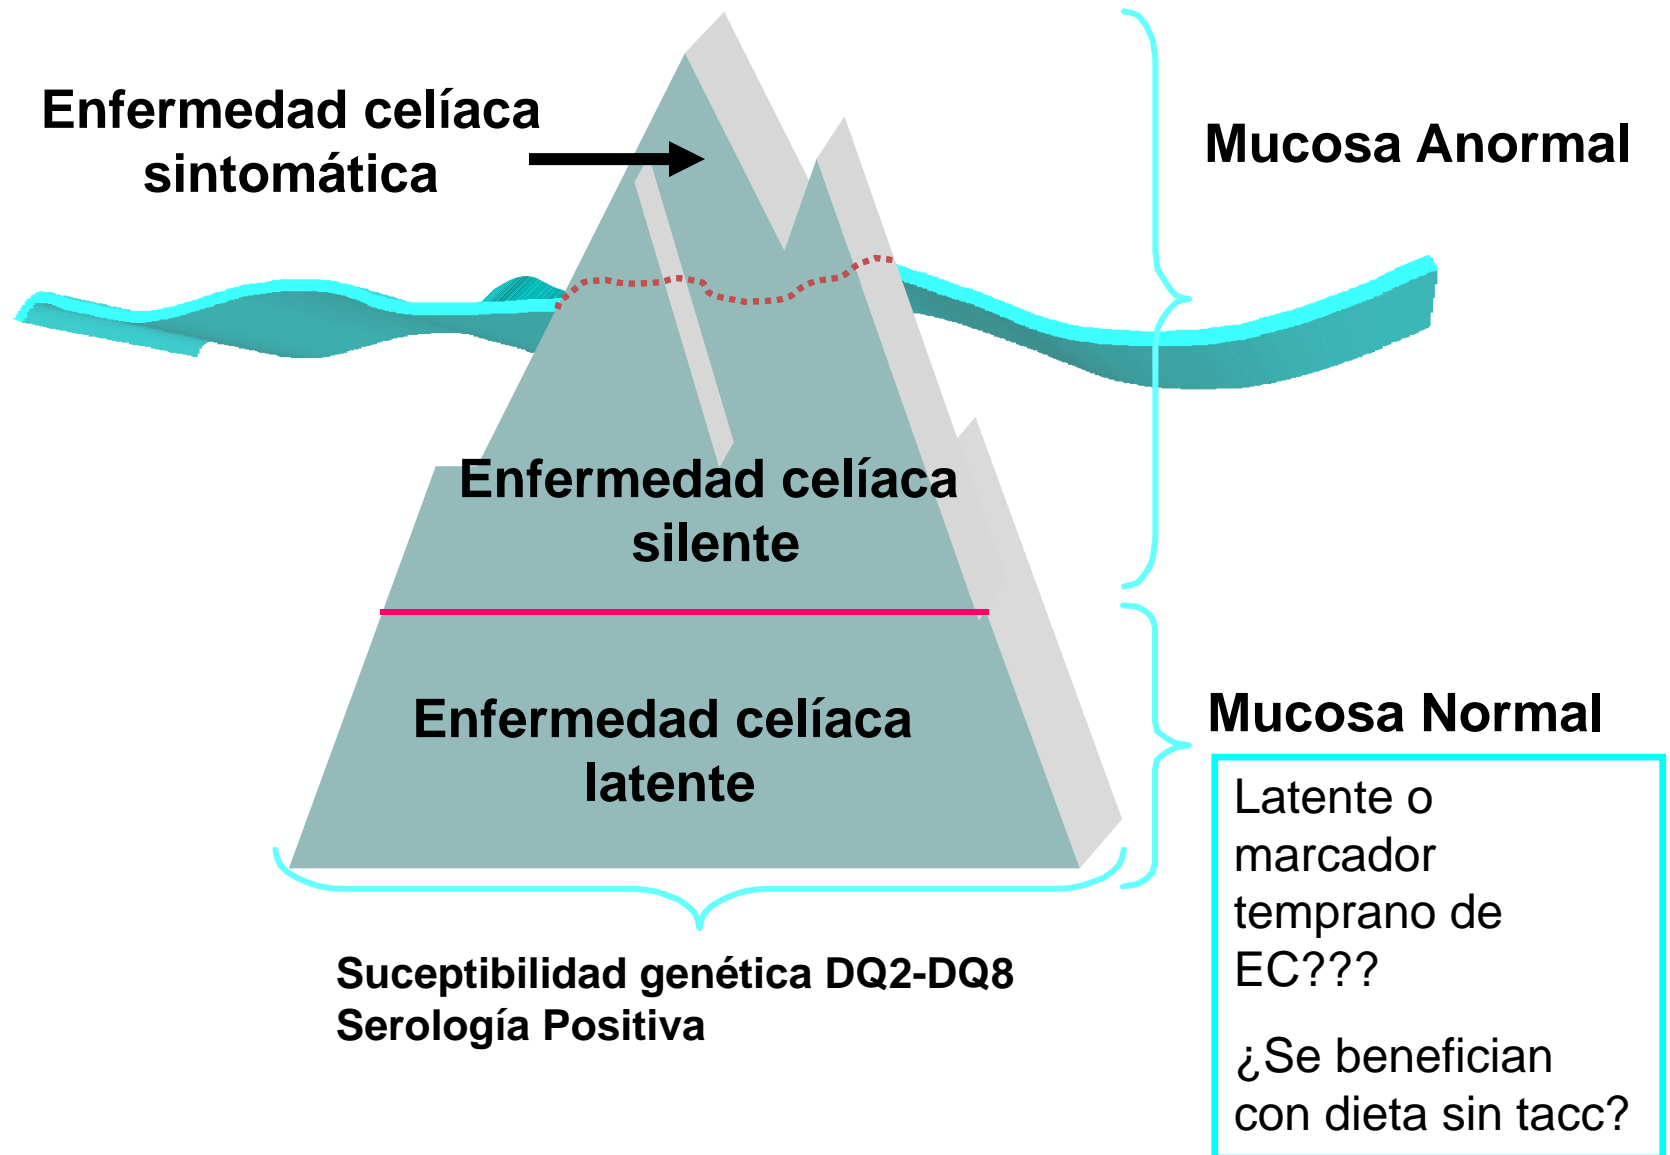 Enfermedad celíaca
sintomática
Mucosa Anormal
Enfermedad celíaca
silente
Enfermedad celíaca
latente
Mucosa Normal
Latente o
marcador
temprano de
EC???
¿Se benefician
con dieta sin tacc?
Suceptibilidad genética DQ2-DQ8
Serología Positiva